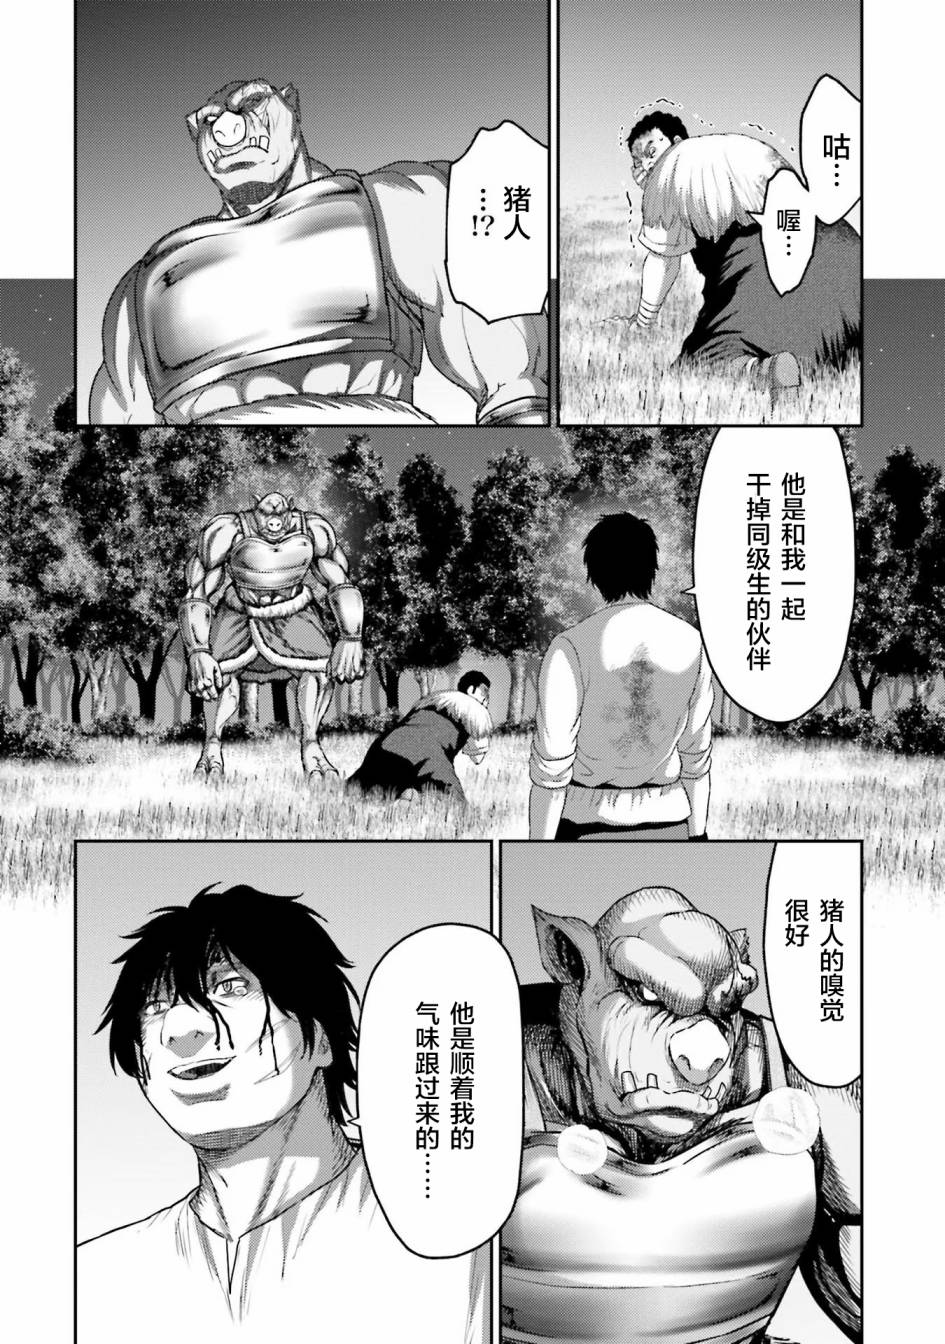 咕…
喔…
猪人
…!?
他是和我一起
干掉同级生的伙伴
猪人的嗅觉
很好
他是顺着我的
气味跟过来的……